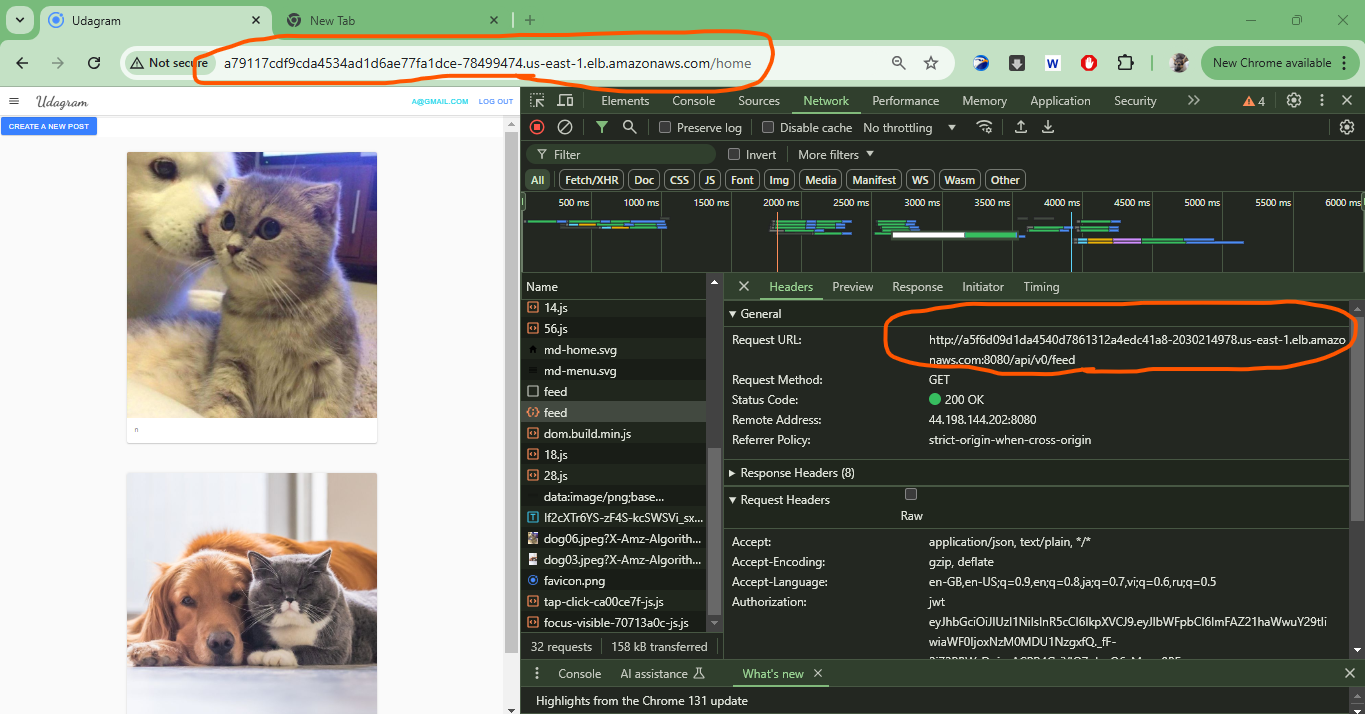 Udagram
New Tab
Not secure
a79117cdf9cda4534ad1d6ae77fa1dce-78499474.us-east-1.elb.amazonaws.com/home
New Chrome available
Udagram
A@GMAIL.COM
LOG OUT
CREATE A NEW POST
n
Elements
Console
Sources
Network
Performance
Memory
Application
Security
4
Preserve log
Disable cache
No throttling
Filter
Invert
More filters
All
Fetch/XHR
Doc
CSS
JS
Font
Img
Media
Manifest
WS
Wasm
Other
500 ms
1000 ms
1500 ms
2000 ms
2500 ms
3000 ms
3500 ms
4000 ms
4500 ms
5000 ms
5500 ms
6000 ms
Name
14.js
56.js
md-home.svg
md-menu.svg
feed
feed
dom.build.min.js
18.js
28.js
data:image/png;base...
If2cXTr6YS-zF4S-kcSWSVi_sx...
dog06.jpeg?X-Amz-Algorith...
dog03.jpeg?X-Amz-Algorith...
favicon.png
tap-click-ca00ce7f-js.js
focus-visible-70713a0c-js.js
32 requests
158 kB transferred
Headers
Preview
Response
Initiator
Timing
General
Request URL:
http://a5f6d09d1da4540d7861312a4edc41a8-2030214978.us-east-1.elb.amazo
naws.com:8080/api/v0/feed
Request Method:
GET
Status Code:
200 OK
Remote Address:
44.198.144.202:8080
Referrer Policy:
strict-origin-when-cross-origin
Response Headers (8)
Request Headers
Raw
Accept:
application/json, text/plain, */*
Accept-Encoding:
gzip, deflate
Accept-Language:
en-GB,en-US;q=0.9,en;q=0.8,ja;q=0.7,vi;q=0.6,ru;q=0.5
Authorization:
jwt
Console
AI assistance
What's new
Highlights from the Chrome 131 update